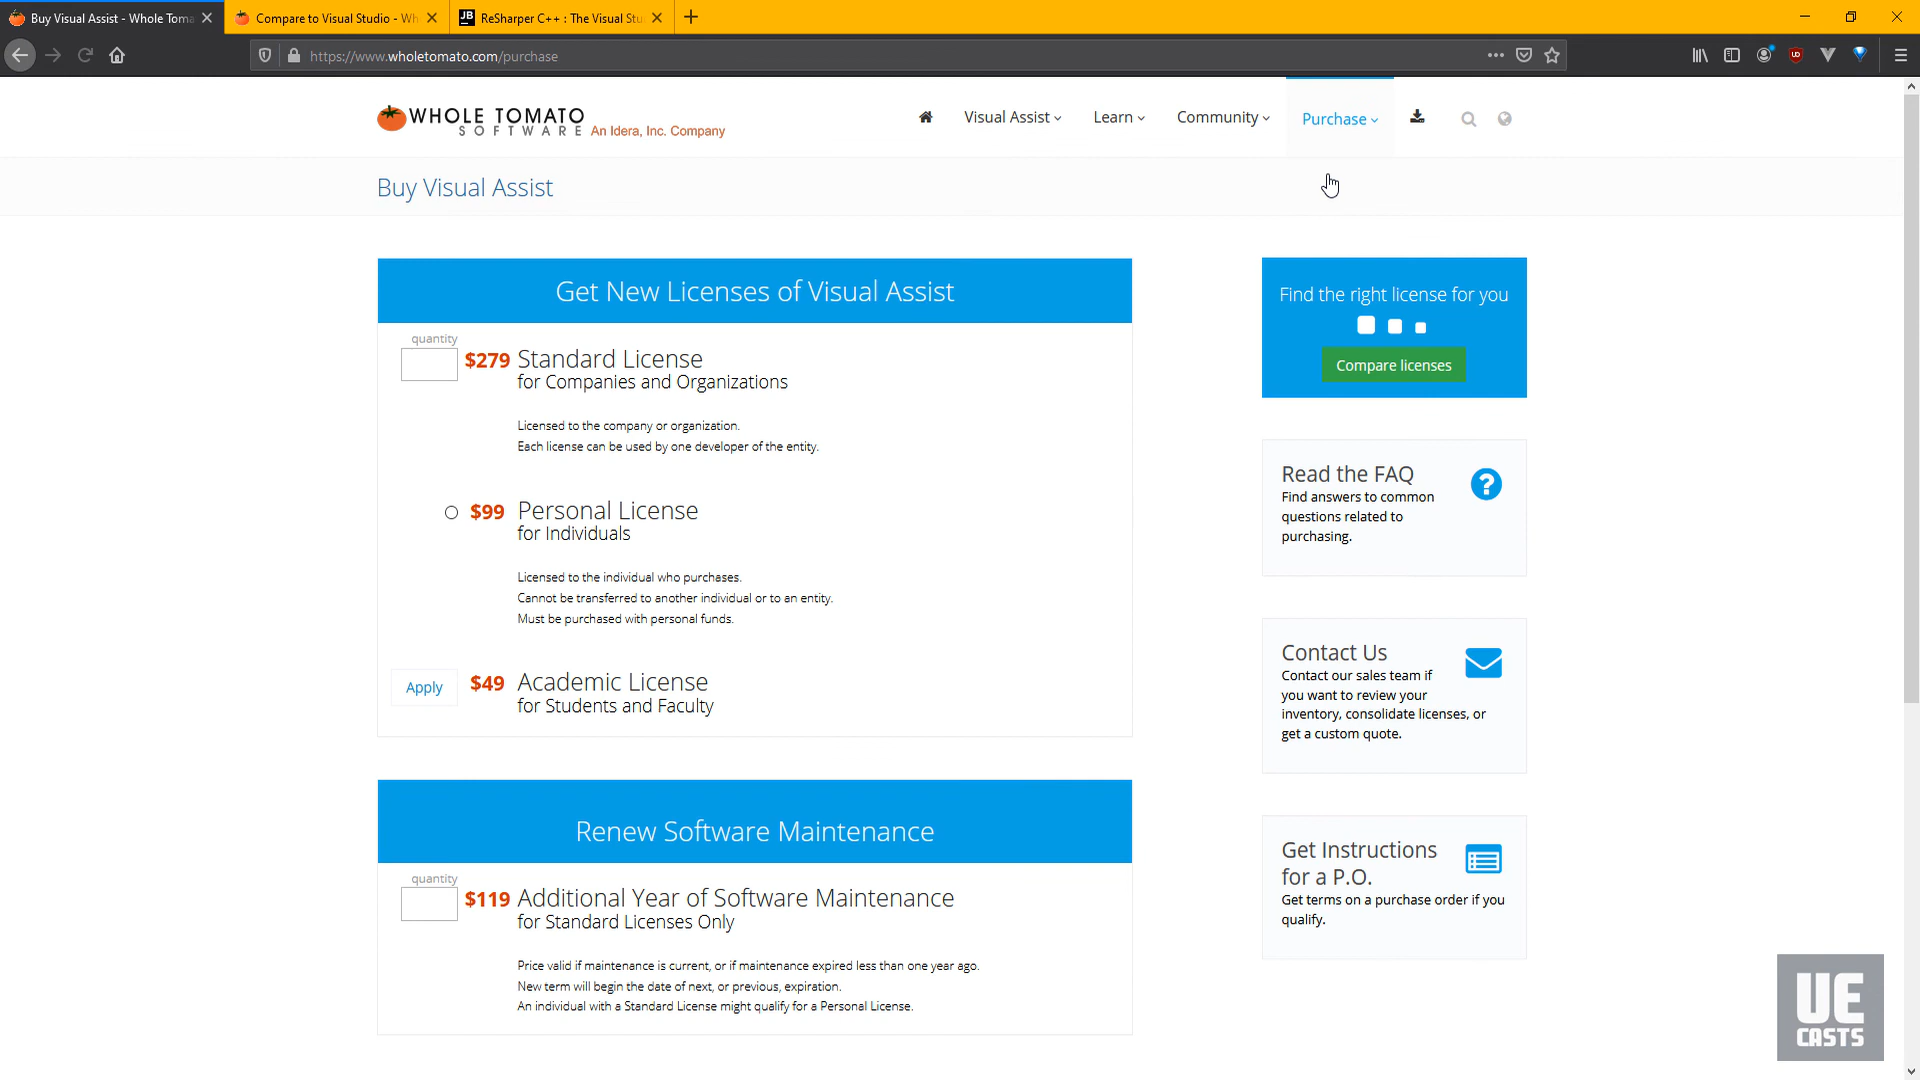 Buy Visual Assist - Whole Toma
Compare to Visual Studio - Wh
JB
ReSharper C++ : The Visual Stu
https://www.wholetomato.com/purchase
WHOLE TOMATO
SOFTWARE An Idera, Inc. Company
Visual Assist
Learn
Community
Purchase
Buy Visual Assist
Get New Licenses of Visual Assist
quantity
$279 Standard License
for Companies and Organizations
Licensed to the company or organization.
Each license can be used by one developer of the entity.
$99 Personal License
for Individuals
Licensed to the individual who purchases.
Cannot be transferred to another individual or to an entity.
Must be purchased with personal funds.
Apply $49 Academic License
for Students and Faculty
Renew Software Maintenance
quantity
$119 Additional Year of Software Maintenance
for Standard Licenses Only
Price valid if maintenance is current, or if maintenance expired less than one year ago.
New term will begin the date of next, or previous, expiration.
An individual with a Standard License might qualify for a Personal License.
Find the right license for you
Compare licenses
Read the FAQ
Find answers to common
questions related to
purchasing.
?
Contact Us
Contact our sales team if
you want to review your
inventory, consolidate licenses, or
get a custom quote.
Get Instructions
for a P.O.
Get terms on a purchase order if you
qualify.
UE
CASTS